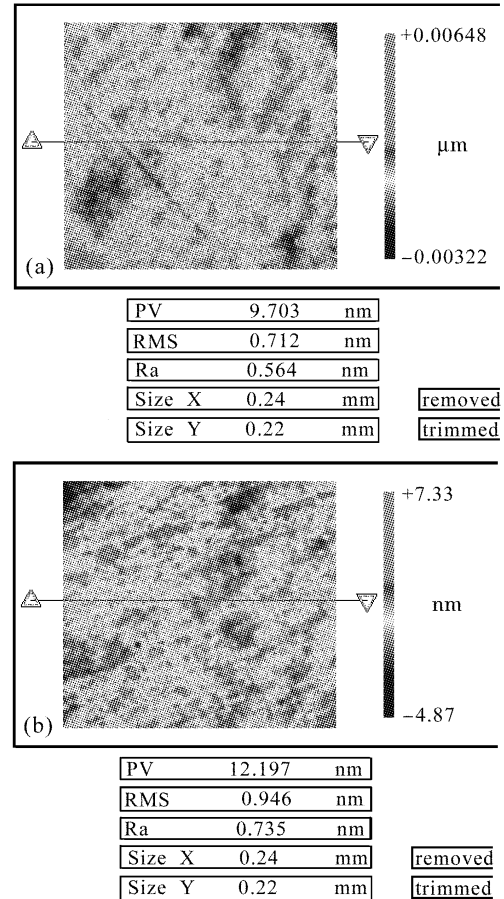 +0.00648
μm
−0.00322
(a)
PV 9.703 nm
RMS 0.712 nm
Ra 0.564 nm
Size X 0.24 mm removed
Size Y 0.22 mm trimmed
+7.33
nm
−4.87
(b)
PV 12.197 nm
RMS 0.946 nm
Ra 0.735 nm
Size X 0.24 mm removed
Size Y 0.22 mm trimmed